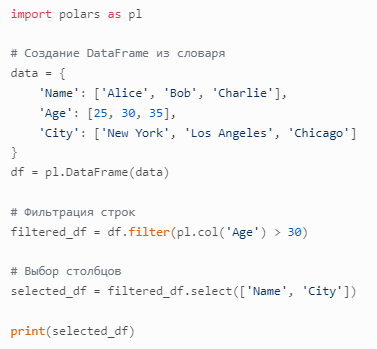 import polars as pl

# Создание DataFrame из словаря
data = {
    'Name': ['Alice', 'Bob', 'Charlie'],
    'Age': [25, 30, 35],
    'City': ['New York', 'Los Angeles', 'Chicago']
}
df = pl.DataFrame(data)

# Фильтрация строк
filtered_df = df.filter(pl.col('Age') > 30)

# Выбор столбцов
selected_df = filtered_df.select(['Name', 'City'])

print(selected_df)